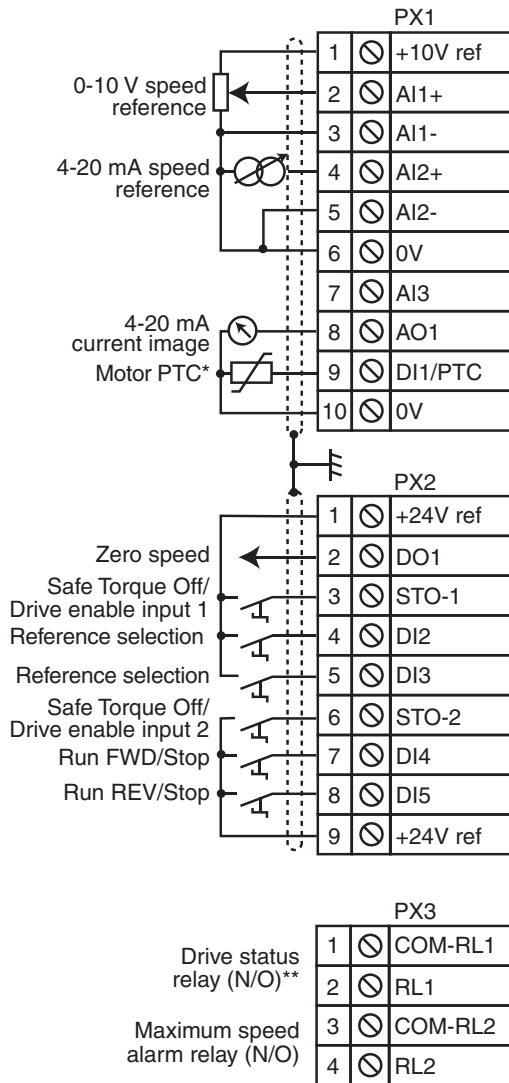 PX1
1 +10V ref
0-10 V speed
reference
2 AI1+
3 AI1-
4-20 mA speed
reference
4 AI2+
5 AI2-
6 0V
7 AI3
4-20 mA
current image
8 AO1
Motor PTC*
9 DI1/PTC
10 0V
PX2
1 +24V ref
Zero speed
2 DO1
Safe Torque Off/
Drive enable input 1
3 STO-1
Reference selection
4 DI2
Reference selection
5 DI3
Safe Torque Off/
Drive enable input 2
6 STO-2
Run FWD/Stop
7 DI4
Run REV/Stop
8 DI5
9 +24V ref
PX3
1 COM-RL1
Drive status
relay (N/O)**
2 RL1
3 COM-RL2
Maximum speed
alarm relay (N/O)
4 RL2